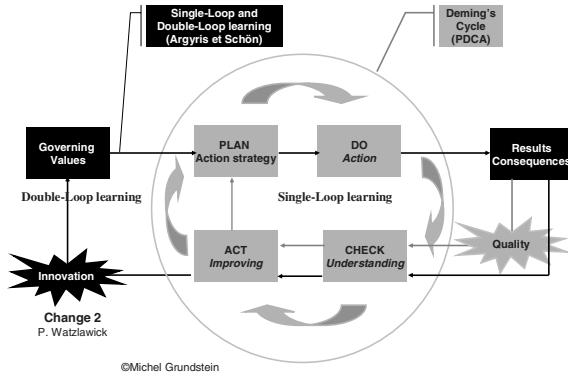 Single-Loop and
Double-Loop learning
(Argyris et Schön)
Deming's
Cycle
(PDCA)
Governing
Values
PLAN
Action strategy
DO
Action
Results
Consequences
Double-Loop learning
Single-Loop learning
Innovation
ACT
Improving
CHECK
Understanding
Quality
Change 2
P. Watzlawick
©Michel Grundstein